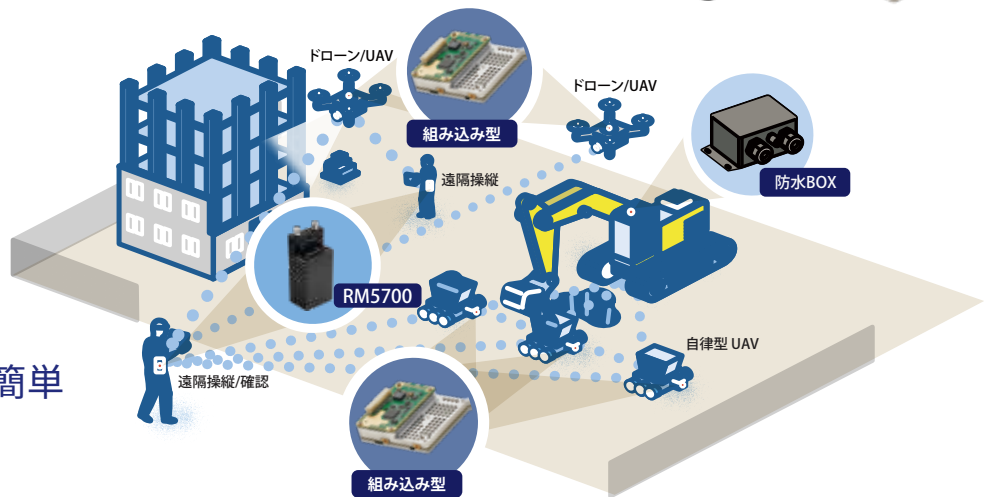 ドローン/UAV
組み込み型
ドローン/UAV
防水BOX
遠隔操縦
RM5700
自律型 UAV
簡単
遠隔操縦/確認
組み込み型